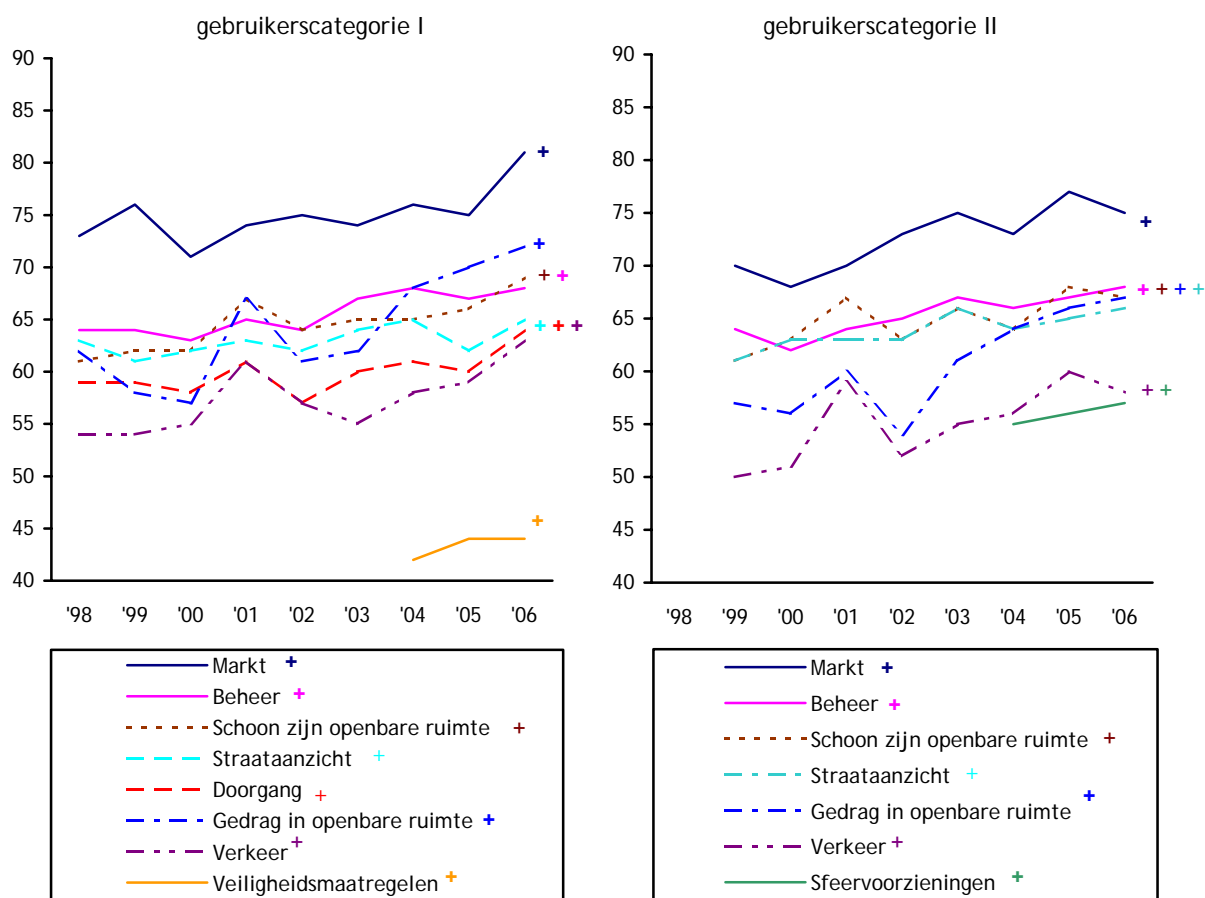 gebruikerscategorie I
90
85
80
75
70
65
60
55
50
45
40
'98 '99 '00 '01 '02 '03 '04 '05 '06
Markt +
Beheer +
Schoon zijn openbare ruimte +
Straataanzicht +
Doorgang +
Gedrag in openbare ruimte +
Verkeer +
Veiligheidsmaatregelen +
gebruikerscategorie II
90
85
80
75
70
65
60
55
50
45
40
'98 '99 '00 '01 '02 '03 '04 '05 '06
Markt +
Beheer +
Schoon zijn openbare ruimte +
Straataanzicht +
Gedrag in openbare ruimte +
Verkeer +
Sfeervoorzieningen +